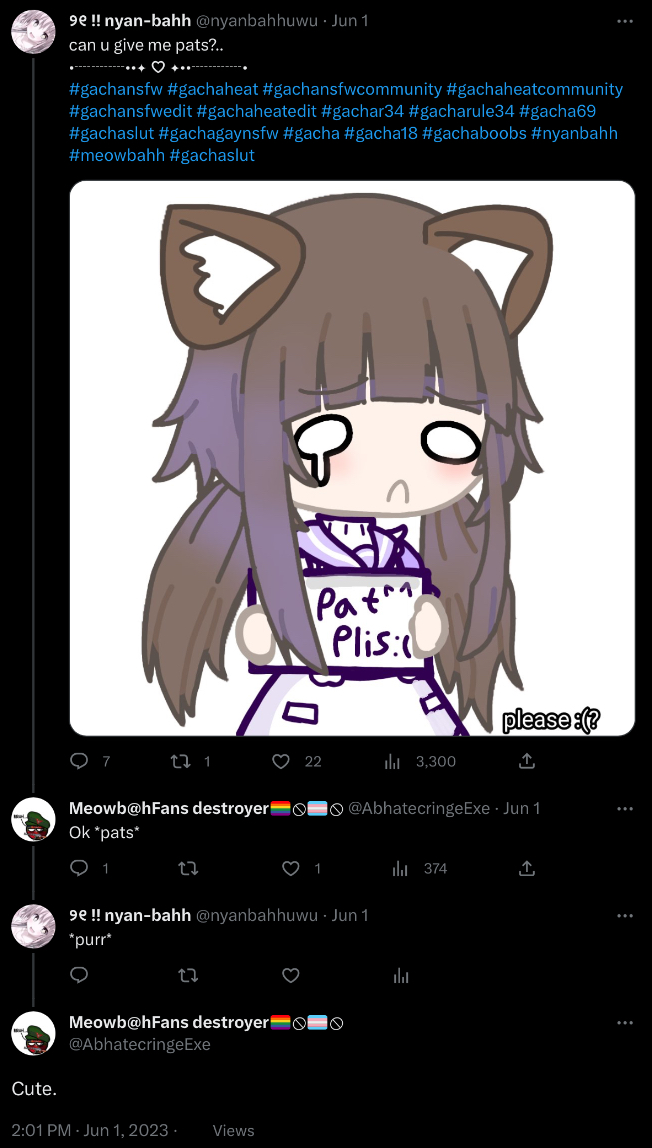 ୨୧ !! nyan-bahh @nyanbahhuwu · Jun 1
can u give me pats?..
•┈┈┈┈••✦ ♡ ✦••┈┈┈┈•
#gachansfw #gachaheat #gachansfwcommunity #gachaheatcommunity
#gachansfwedit #gachaheatedit #gachar34 #gacharule34 #gacha69
#gachaslut #gachagaynsfw #gacha #gacha18 #gachaboobs #nyanbahh
#meowbahh #gachaslut
Pat^^
Plis:(
please :(?
7 1 22 3,300
Meowb@hFans destroyer🏳️‍🌈🚫🏳️‍⚧️🚫 @AbhatecringeExe · Jun 1
Ok *pats*
1 1 374
୨୧ !! nyan-bahh @nyanbahhuwu · Jun 1
*purr*
Meowb@hFans destroyer🏳️‍🌈🚫🏳️‍⚧️🚫
@AbhatecringeExe
Cute.
2:01 PM · Jun 1, 2023 · Views